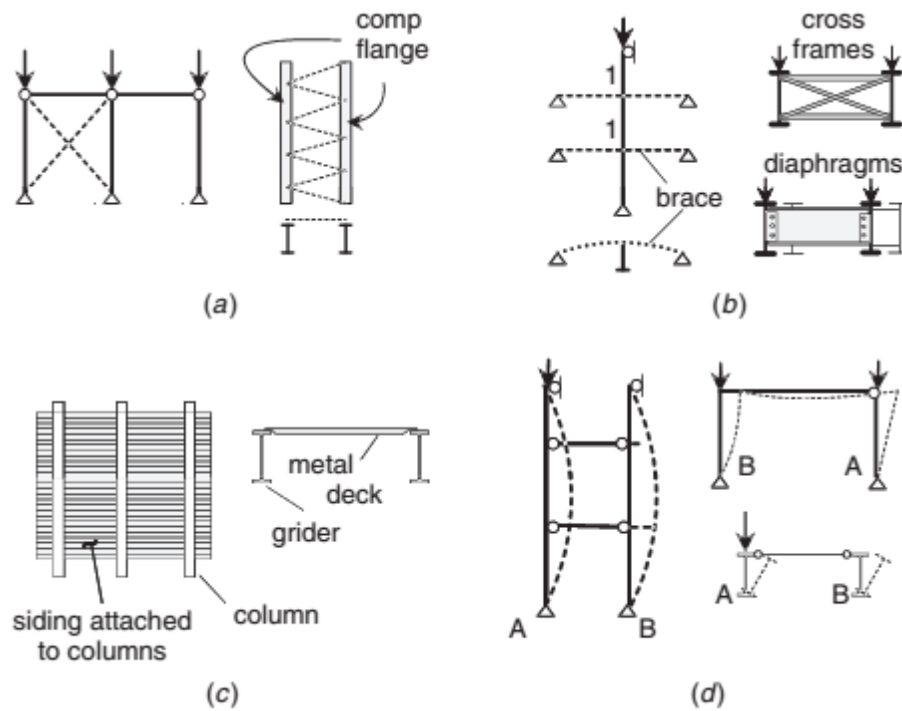 comp
flange
(a)
1
1
brace
cross
frames
diaphragms
(b)
metal
deck
grider
siding attached
to columns
column
(c)
A
B
B
A
A
B
(d)